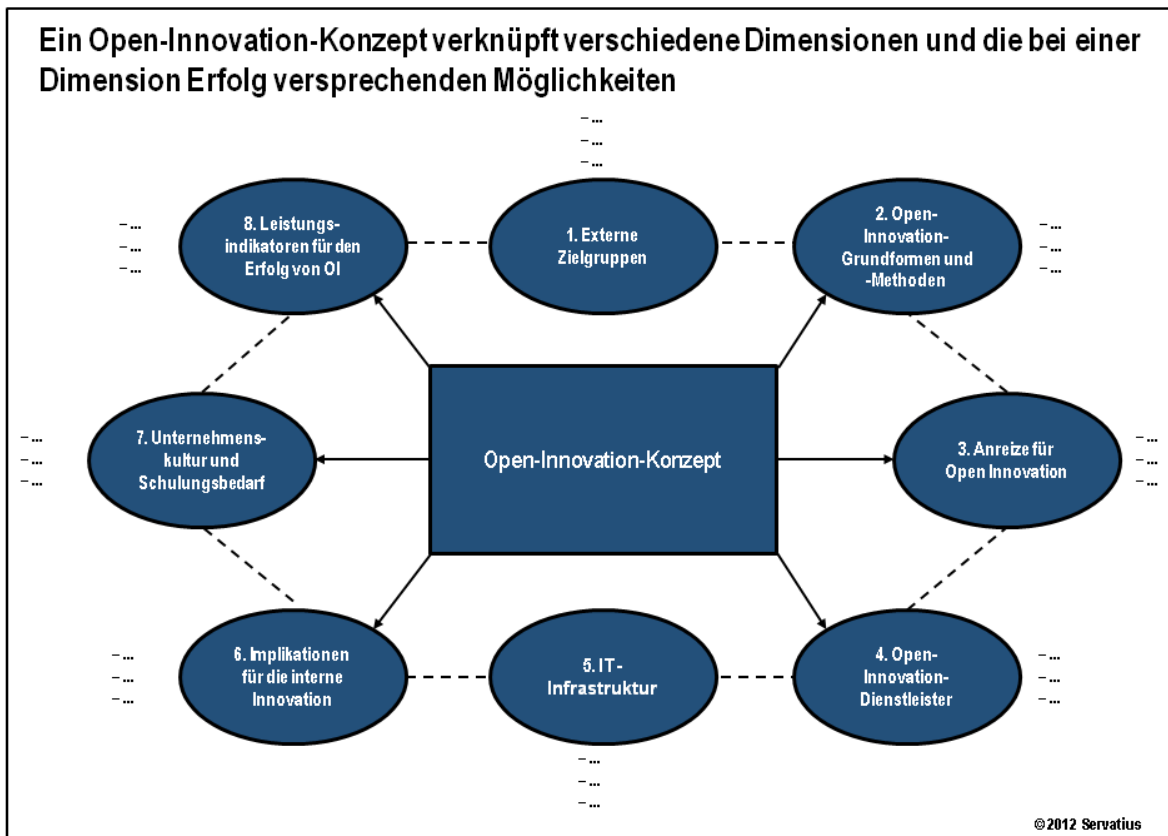 Ein Open-Innovation-Konzept verknüpft verschiedene Dimensionen und die bei einer
Dimension Erfolg versprechenden Möglichkeiten
– ...
– ...
– ...
8. Leistungs-
indikatoren für den
Erfolg von OI
– ...
– ...
– ...
1. Externe
Zielgruppen
2. Open-
Innovation-
Grundformen und
-Methoden
– ...
– ...
– ...
7. Unternehmens-
kultur und
Schulungsbedarf
– ...
– ...
– ...
Open-Innovation-Konzept
3. Anreize für
Open Innovation
– ...
– ...
– ...
6. Implikationen
für die interne
Innovation
– ...
– ...
– ...
5. IT-
Infrastruktur
4. Open-
Innovation-
Dienstleister
– ...
– ...
– ...
– ...
– ...
– ...
©2012 Servatius